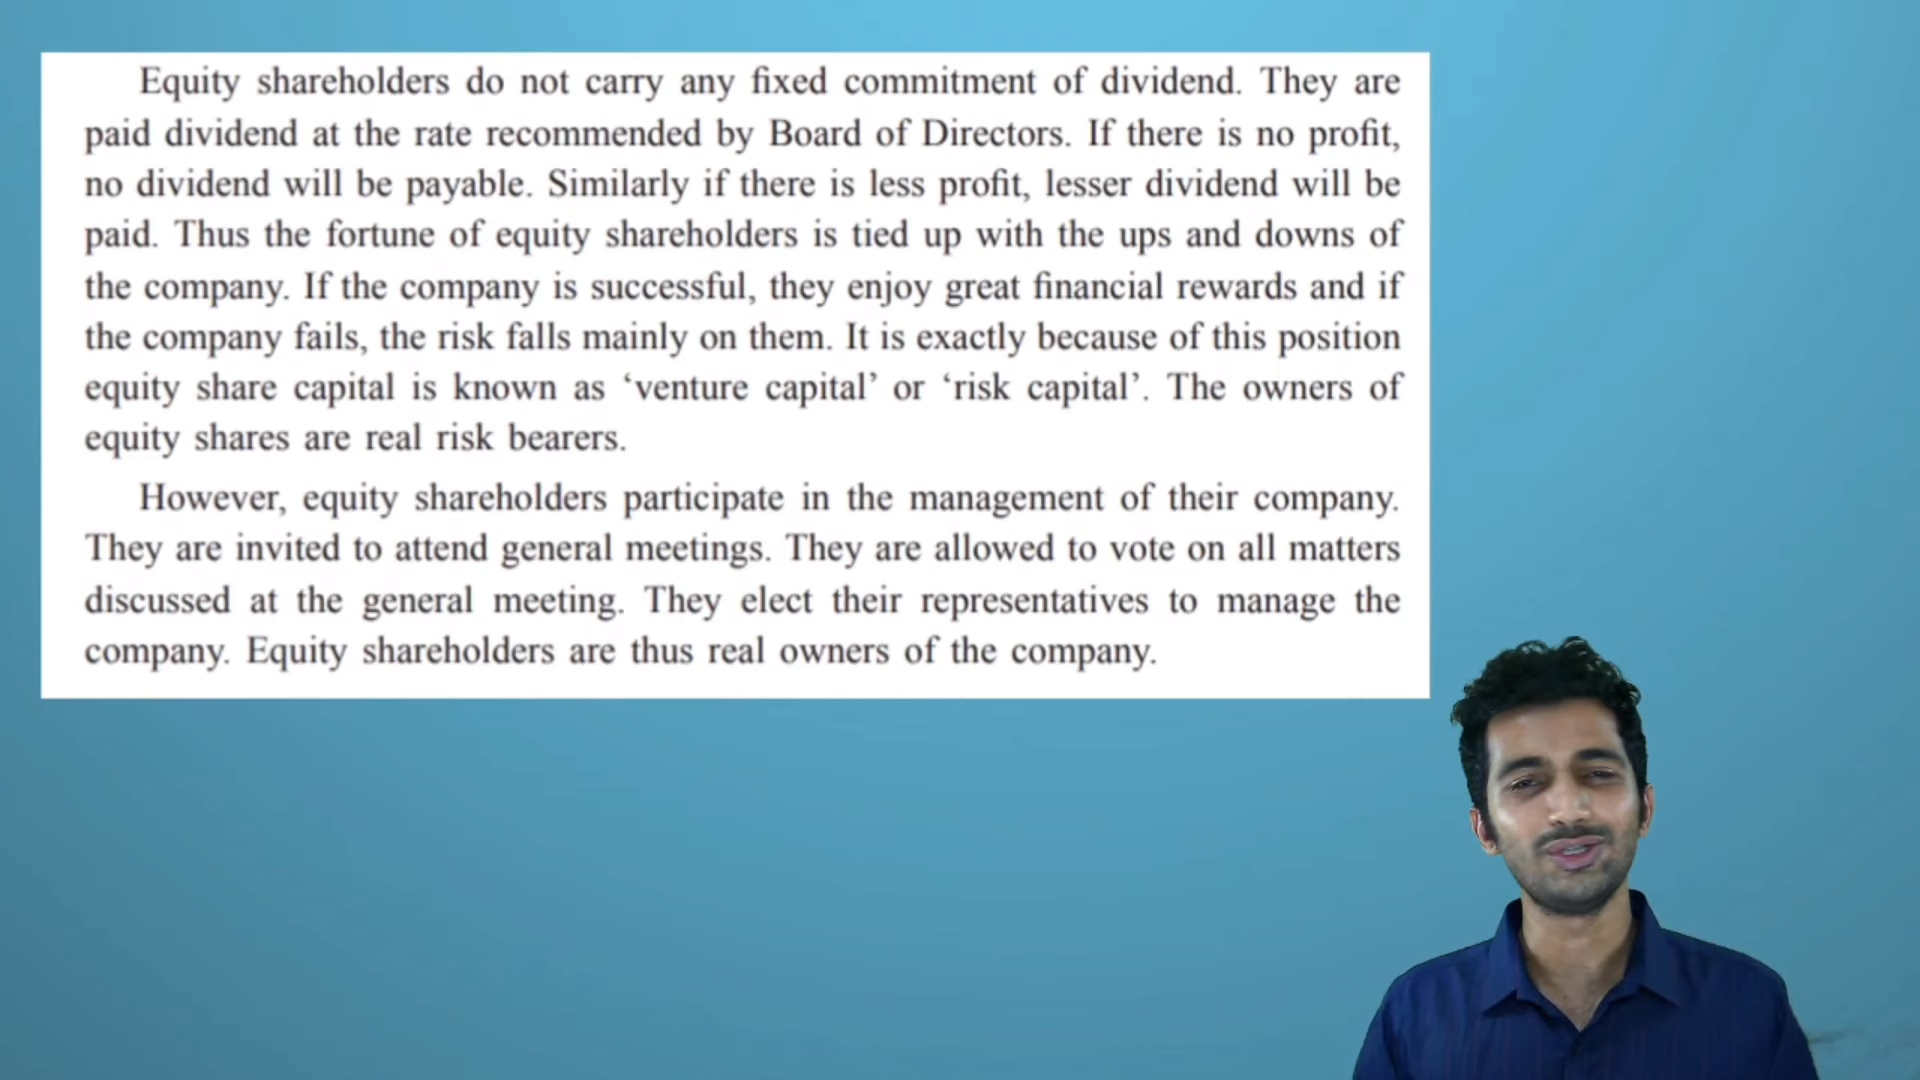 Equity shareholders do not carry any fixed commitment of dividend. They are
paid dividend at the rate recommended by Board of Directors. If there is no profit,
no dividend will be payable. Similarly if there is less profit, lesser dividend will be
paid. Thus the fortune of equity shareholders is tied up with the ups and downs of
the company. If the company is successful, they enjoy great financial rewards and if
the company fails, the risk falls mainly on them. It is exactly because of this position
equity share capital is known as ‘venture capital’ or ‘risk capital’. The owners of
equity shares are real risk bearers.
However, equity shareholders participate in the management of their company.
They are invited to attend general meetings. They are allowed to vote on all matters
discussed at the general meeting. They elect their representatives to manage the
company. Equity shareholders are thus real owners of the company.